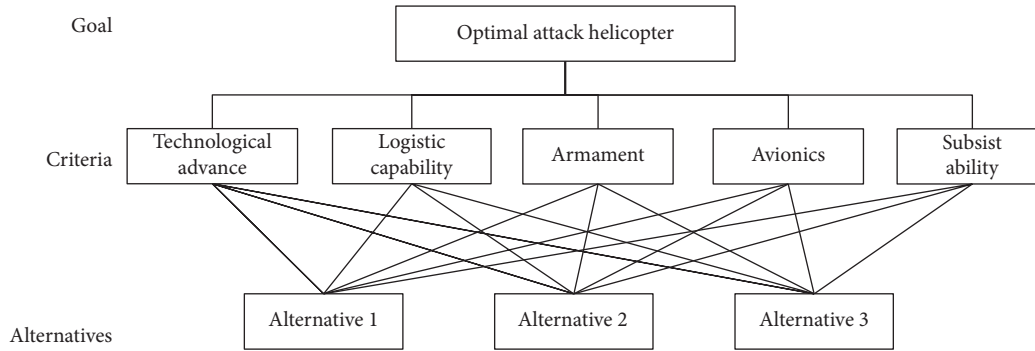 Goal
Optimal attack helicopter
Criteria
Technological
advance
Logistic
capability
Armament
Avionics
Subsist
ability
Alternatives
Alternative 1
Alternative 2
Alternative 3